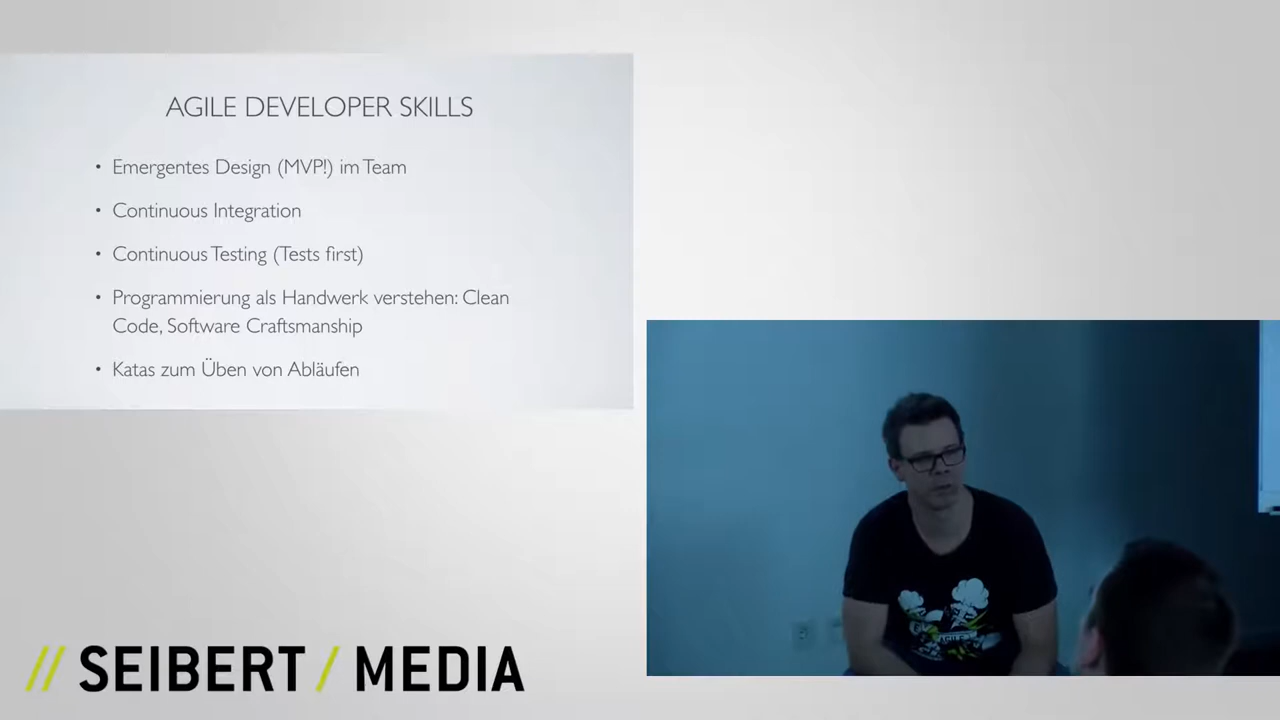 AGILE DEVELOPER SKILLS
• Emergentes Design (MVP!) im Team
• Continuous Integration
• Continuous Testing (Tests first)
• Programmierung als Handwerk verstehen: Clean
Code, Software Craftsmanship
• Katas zum Üben von Abläufen
AGILE
// SEIBERT / MEDIA